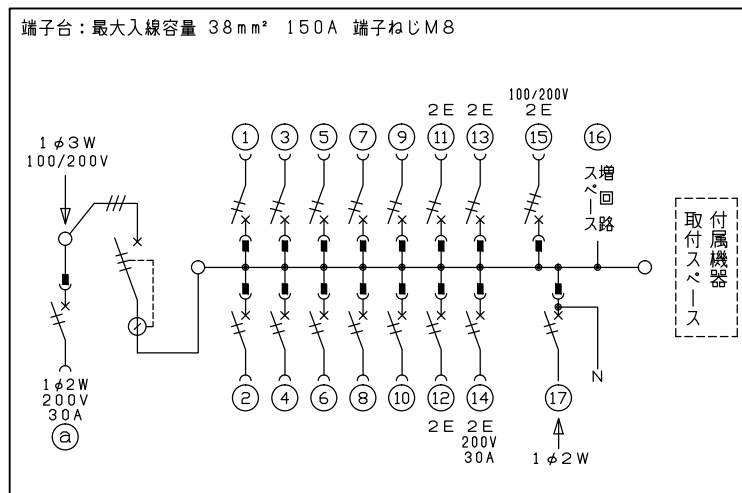 端子台：最大入線容量 38mm² 150A 端子ねじM8
1φ3W
100/200V
1φ2W
200V
30A
a
1
3
5
7
9
2E
11
2E
13
100/200V
2E
15
16
増回路
スペース
2
4
6
8
10
12
2E
14
2E
200V
30A
17
1φ2W
N
付属機器
取付スペース